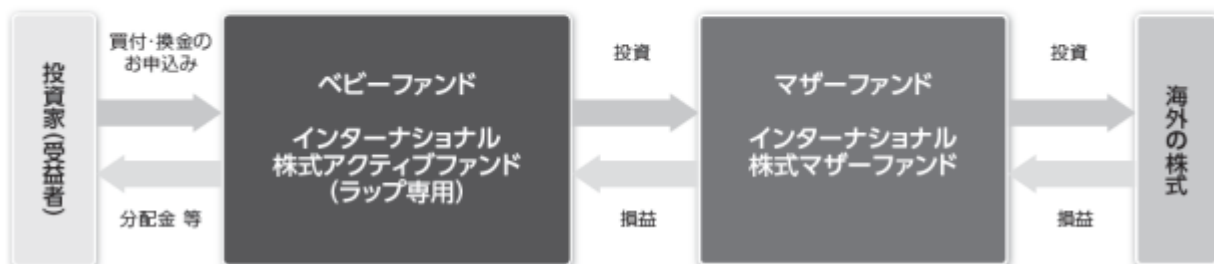 投資家(受益者)
買付･換金の
お申込み
分配金 等
ベビーファンド
インターナショナル
株式アクティブファンド
(ラップ専用)
投資
損益
マザーファンド
インターナショナル
株式マザーファンド
投資
損益
海外の株式